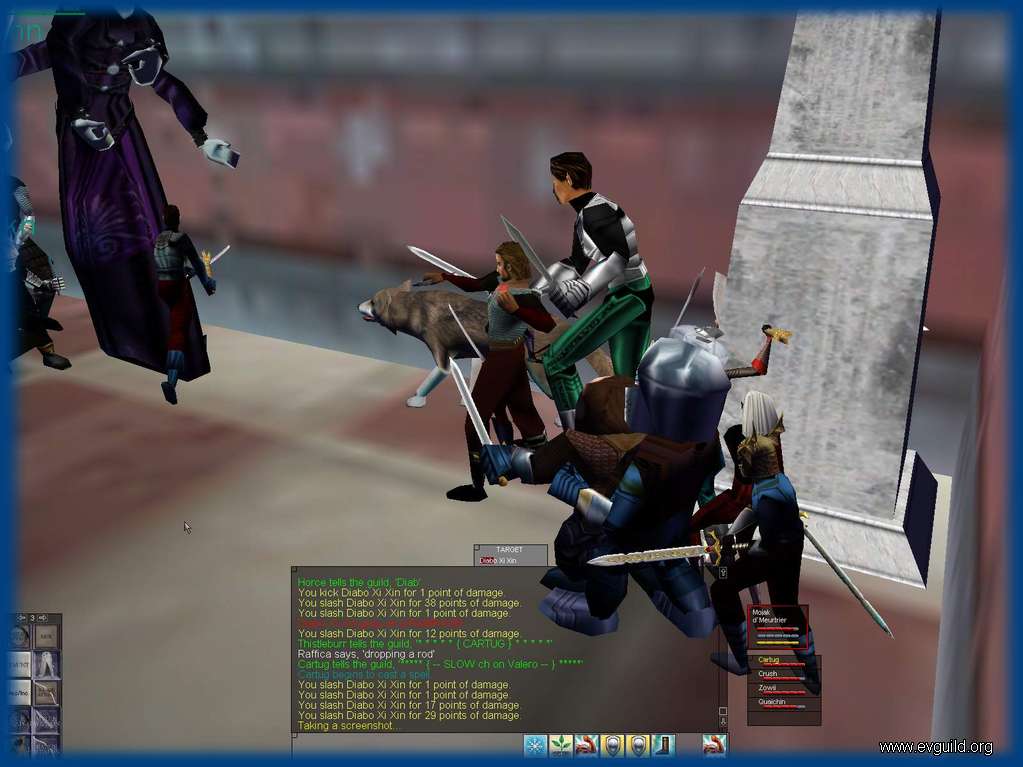 TARGET
Diabo Xi Xin
Horce tells the guild, 'Diab'
You kick Diabo Xi Xin for 1 point of damage.
You slash Diabo Xi Xin for 38 points of damage.
You slash Diabo Xi Xin for 1 point of damage.
You slash Diabo Xi Xin for 12 points of damage.
Thistleburr tells the guild, '* * * * * { CARTUG } * * * * *'
Raffica says, 'dropping a rod'
Cartug tells the guild, '***** { -- SLOW ch on Valero -- } *****'
Cartug begins to cast a spell.
You slash Diabo Xi Xin for 1 point of damage.
You slash Diabo Xi Xin for 1 point of damage.
You slash Diabo Xi Xin for 17 points of damage.
You slash Diabo Xi Xin for 29 points of damage.
Taking a screenshot...
Moiak
d`Meurtrier
Cartug
Crush
Zowii
Quaichin
3
www.evguild.org